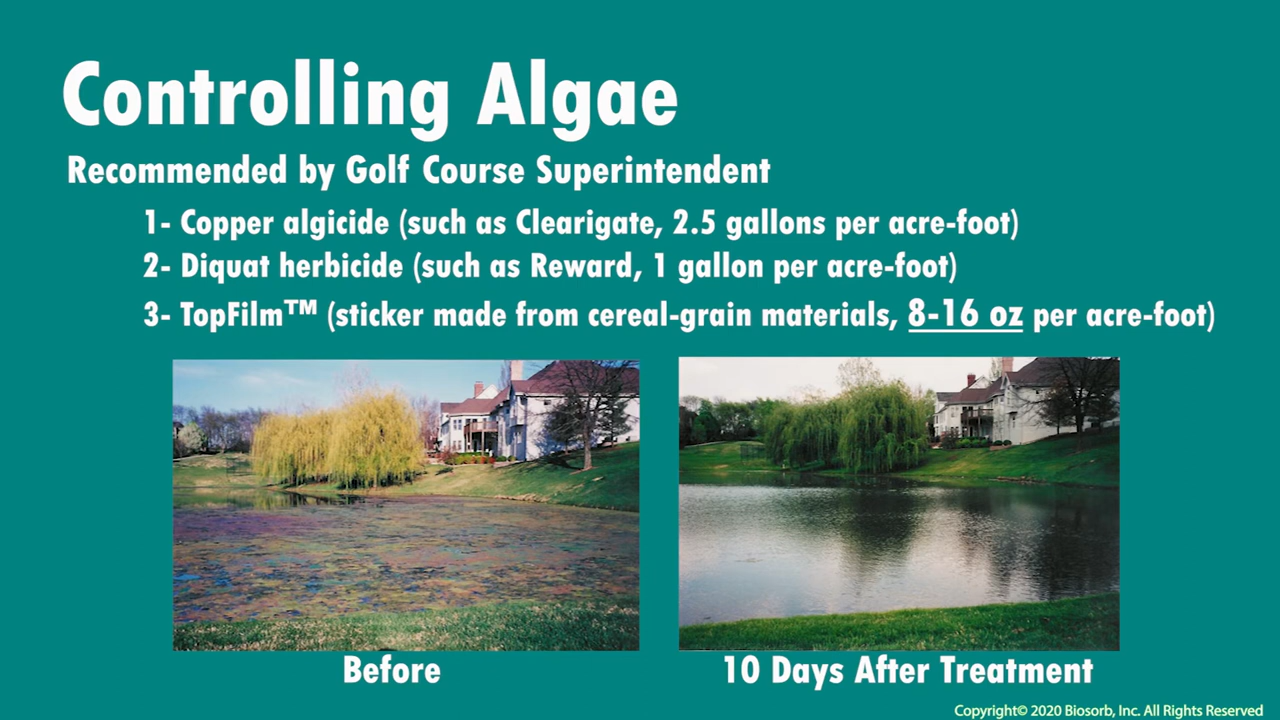 Controlling Algae
Recommended by Golf Course Superintendent
1- Copper algicide (such as Clearigate, 2.5 gallons per acre-foot)
2- Diquat herbicide (such as Reward, 1 gallon per acre-foot)
3- TopFilm™ (sticker made from cereal-grain materials, 8-16 oz per acre-foot)
Before
10 Days After Treatment
Copyright© 2020 Biosorb, Inc. All Rights Reserved